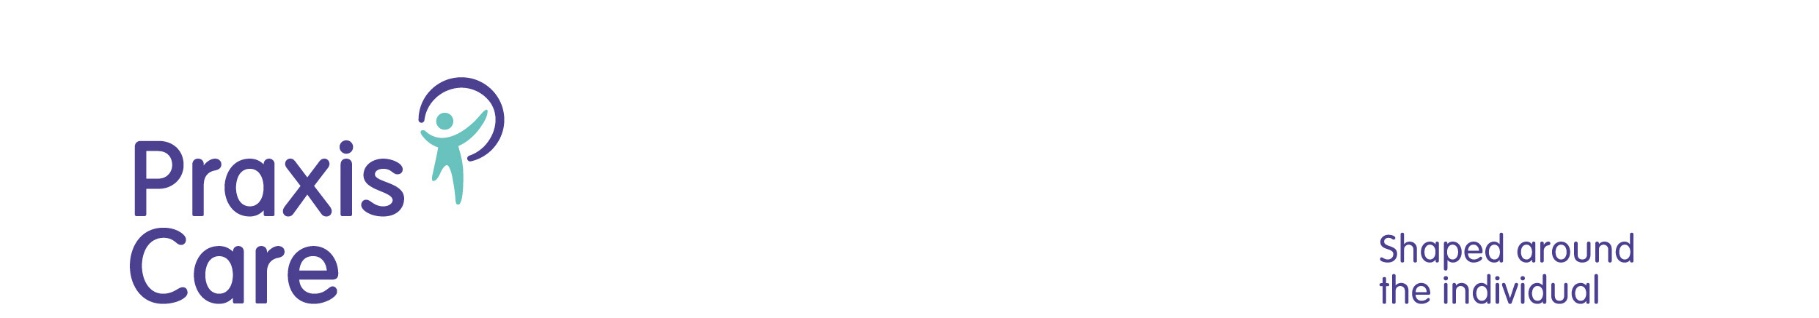 Praxis
Care
Shaped around
the individual